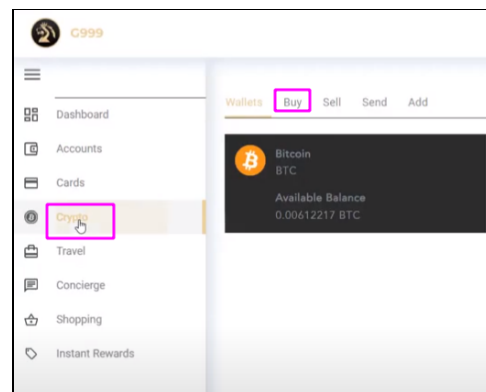 G999
Dashboard
Accounts
Cards
Crypto
Travel
Concierge
Shopping
Instant Rewards
Wallets Buy Sell Send Add
Bitcoin
BTC
Available Balance
0.00612217 BTC